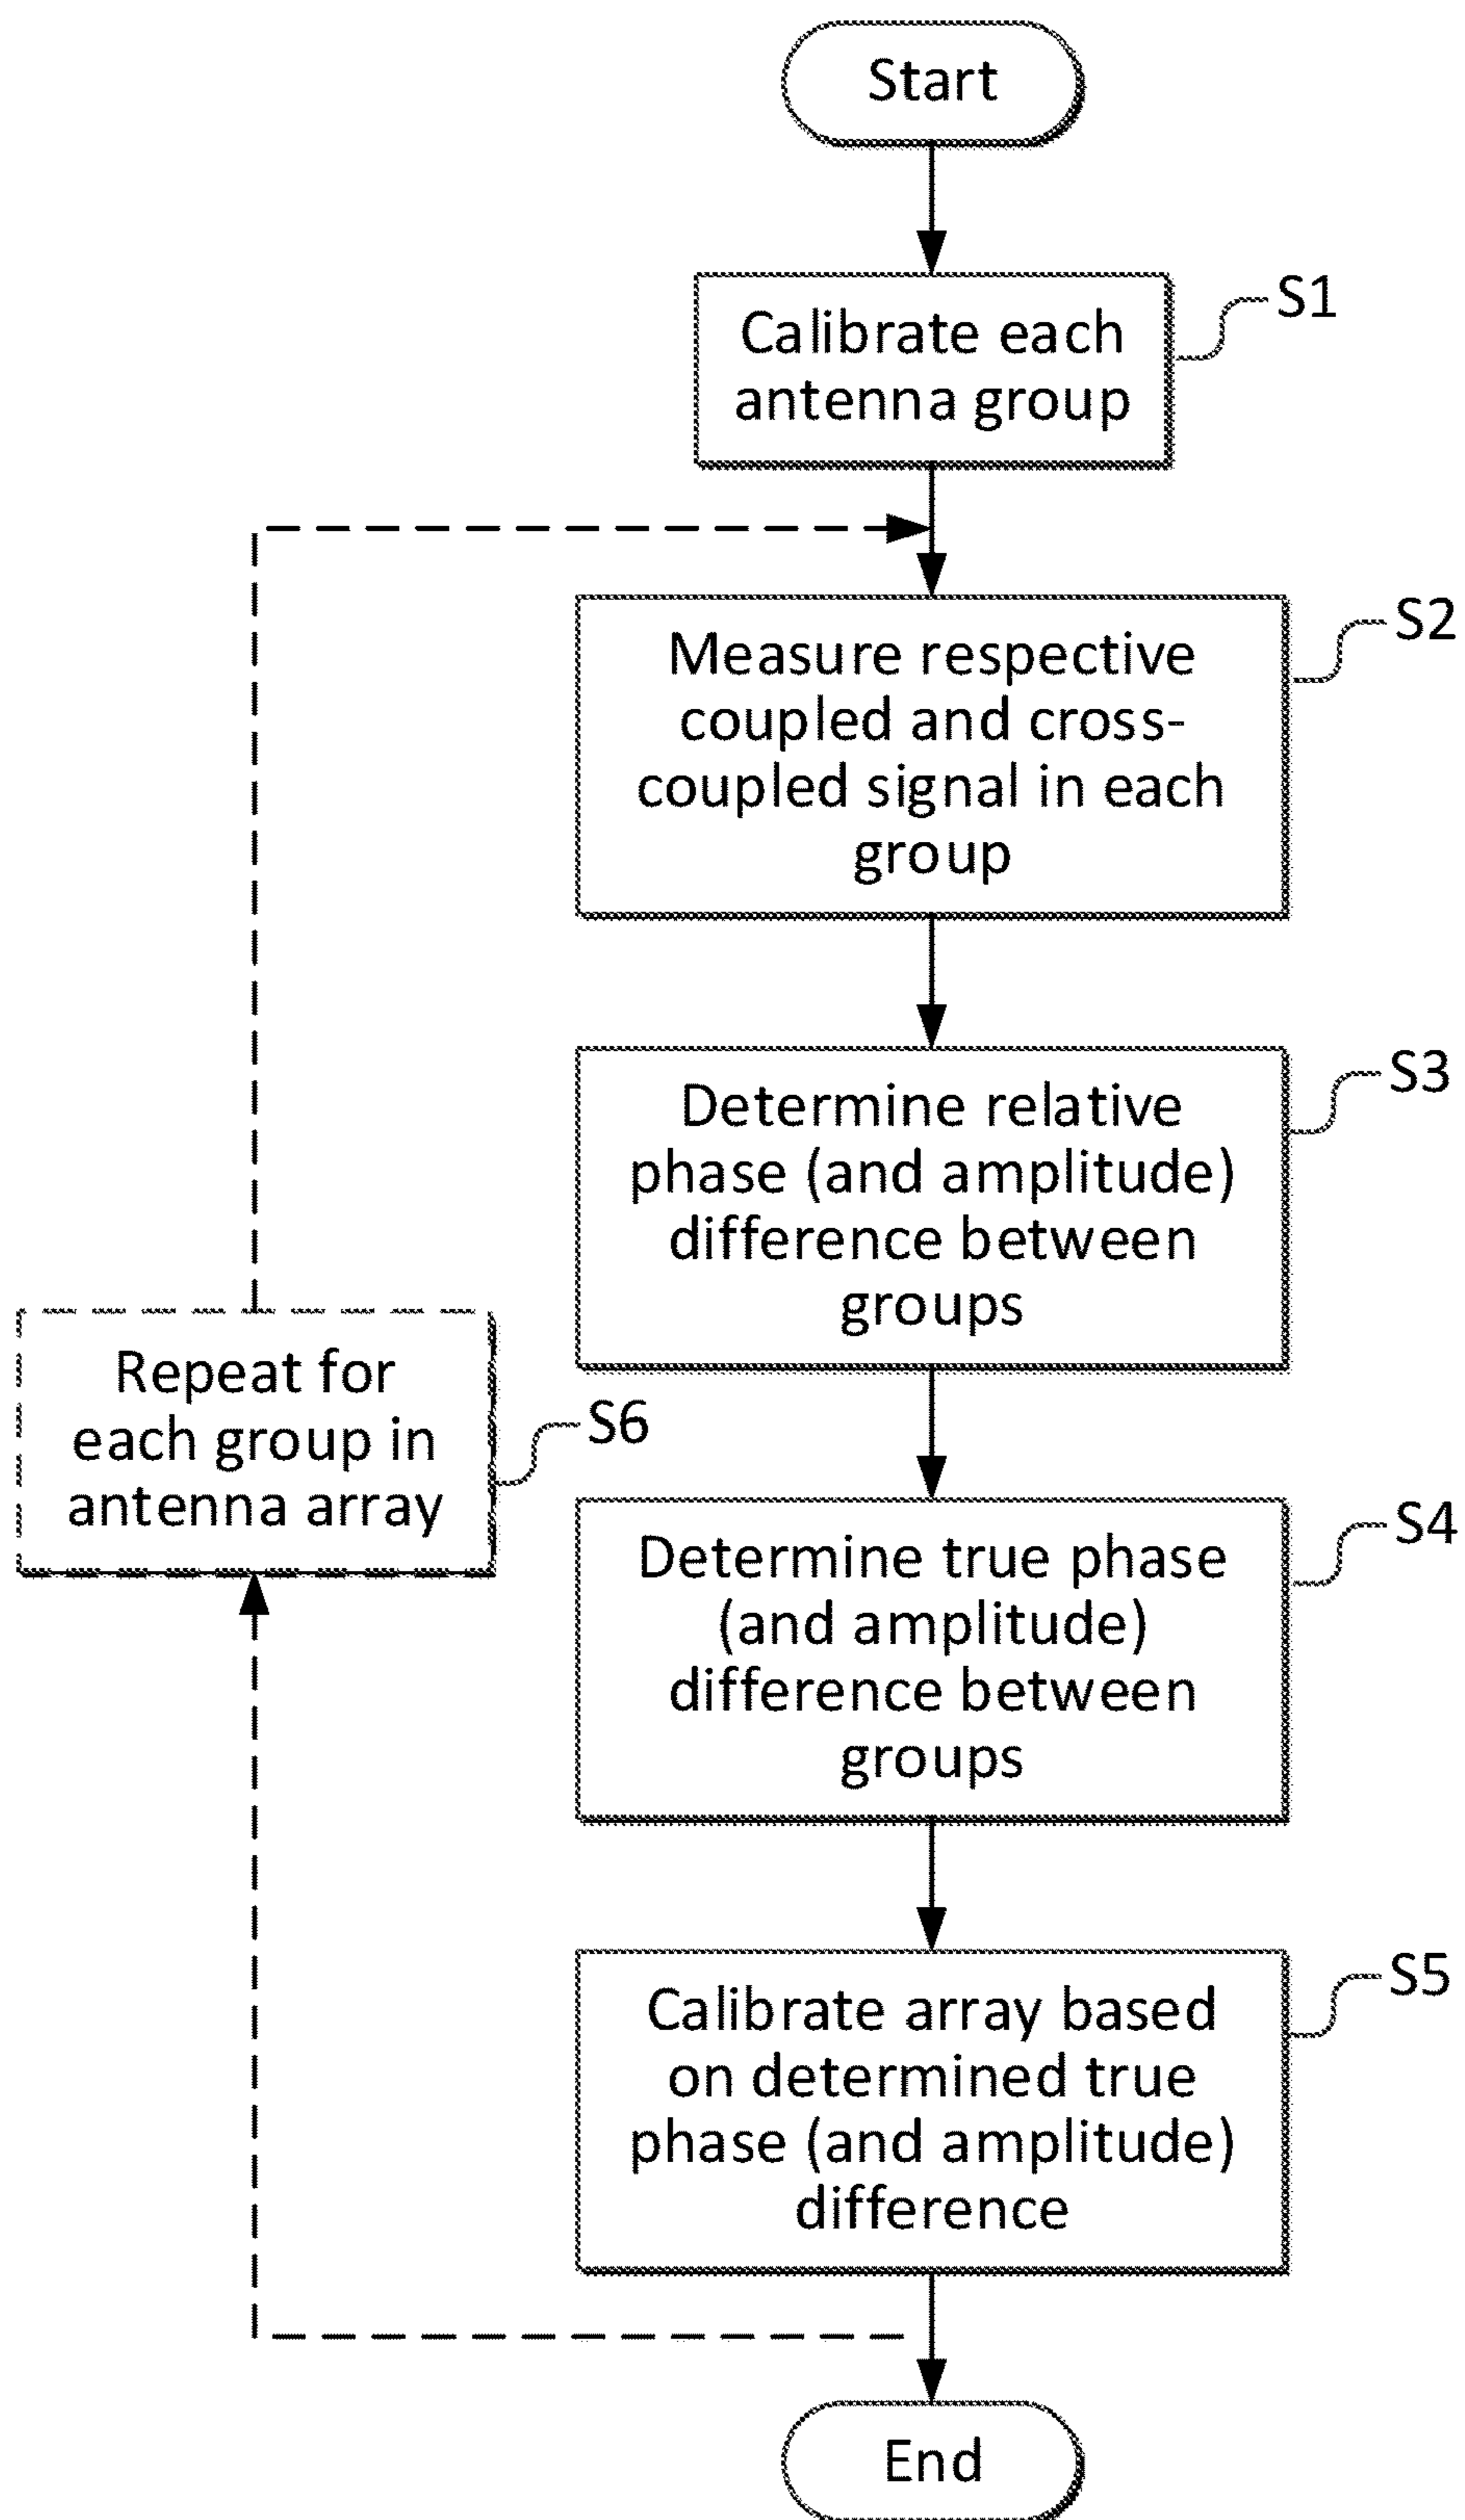 Start
Calibrate each
antenna group
S1
Measure respective
coupled and cross-
coupled signal in each
group
S2
Determine relative
phase (and amplitude)
difference between
groups
S3
Repeat for
each group in
antenna array
S6
Determine true phase
(and amplitude)
difference between
groups
S4
Calibrate array based
on determined true
phase (and amplitude)
difference
S5
End